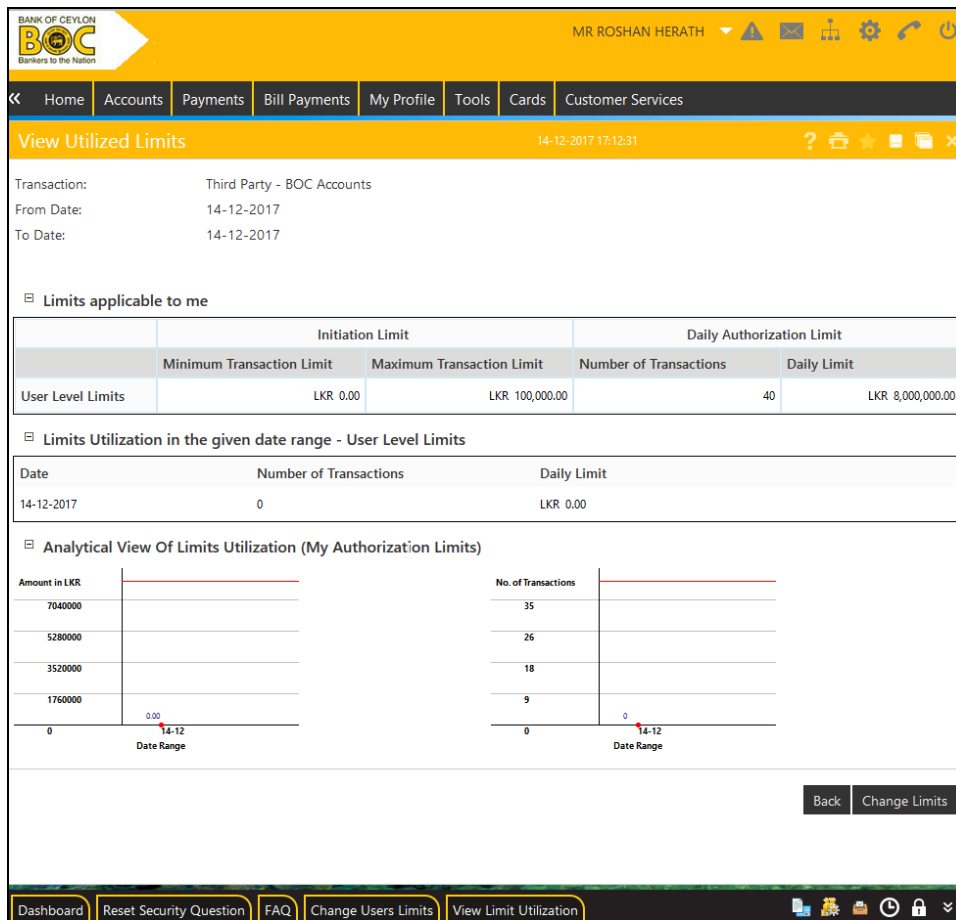 BANK OF CEYLON
BOC
Bankers to the Nation
MR ROSHAN HERATH
Home Accounts Payments Bill Payments My Profile Tools Cards Customer Services
View Utilized Limits 14-12-2017 17:12:31
Transaction: Third Party - BOC Accounts
From Date: 14-12-2017
To Date: 14-12-2017
Limits applicable to me
Initiation Limit Daily Authorization Limit
Minimum Transaction Limit Maximum Transaction Limit Number of Transactions Daily Limit
User Level Limits LKR 0.00 LKR 100,000.00 40 LKR 8,000,000.00
Limits Utilization in the given date range - User Level Limits
Date Number of Transactions Daily Limit
14-12-2017 0 LKR 0.00
Analytical View Of Limits Utilization (My Authorization Limits)
Amount in LKR
7040000
5280000
3520000
1760000
0.00
0 14-12
Date Range
No. of Transactions
35
26
18
9
0
0 14-12
Date Range
Back Change Limits
Dashboard Reset Security Question FAQ Change Users Limits View Limit Utilization